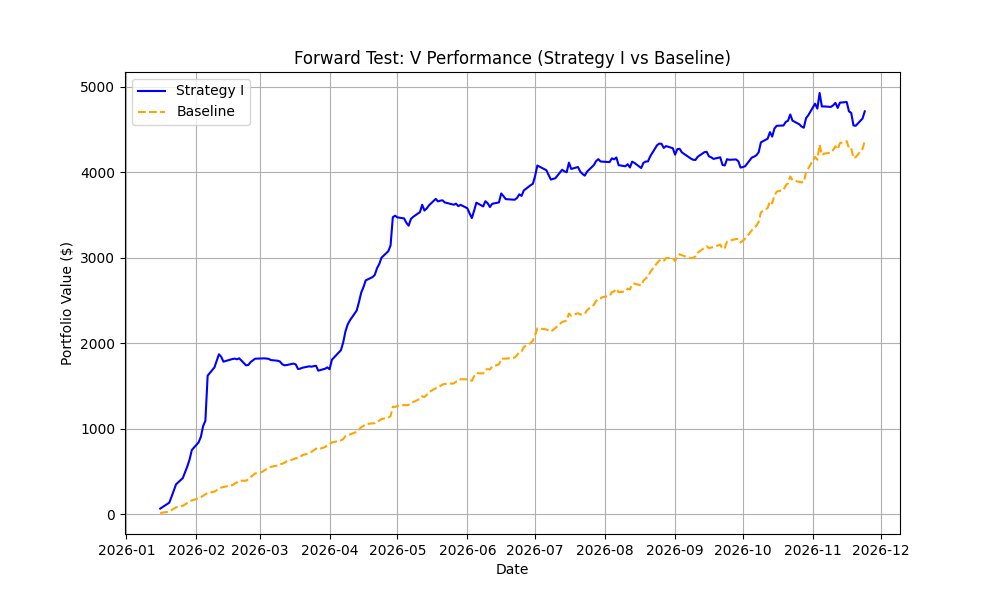 Forward Test: V Performance (Strategy I vs Baseline)
Strategy I
Baseline
Portfolio Value ($)
5000
4000
3000
2000
1000
0
2026-01 2026-02 2026-03 2026-04 2026-05 2026-06 2026-07 2026-08 2026-09 2026-10 2026-11 2026-12
Date